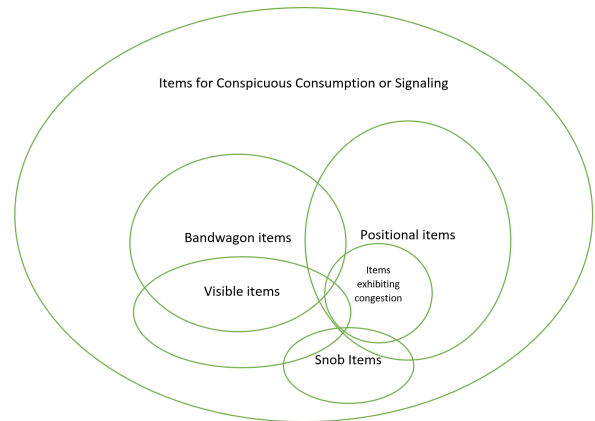 Items for Conspicuous Consumption or Signaling
Bandwagon items
Positional items
Items
exhibiting
congestion
Visible items
Snob Items